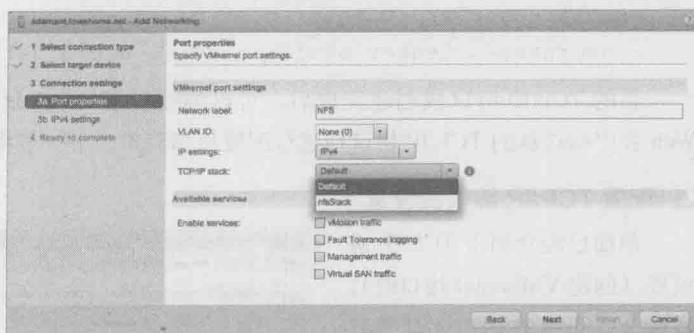 adamant.lowehome.net - Add Networking
1 Select connection type
2 Select target device
3 Connection settings
3a Port properties
3b IPv4 settings
4 Ready to complete
Port properties
Specify VMkernel port settings.
VMkernel port settings
Network label: NFS
VLAN ID: None (0)
IP settings: IPv4
TCP/IP stack: Default
Default
nfsStack
Available services
Enable services:
vMotion traffic
Fault Tolerance logging
Management traffic
Virtual SAN traffic
Back Next Finish Cancel